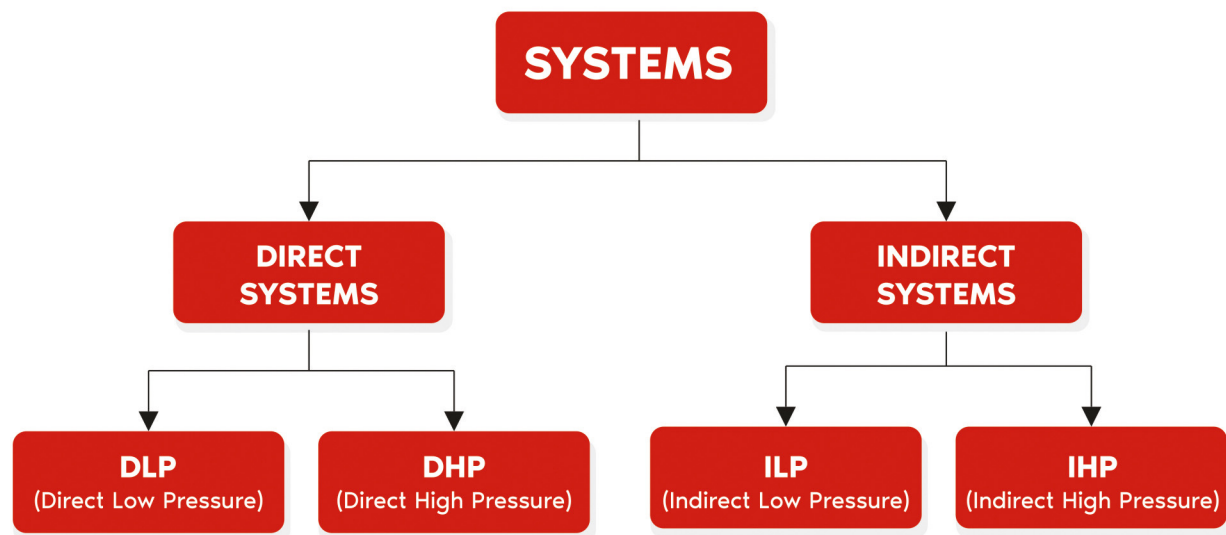 SYSTEMS
DIRECT
SYSTEMS
INDIRECT
SYSTEMS
DLP
(Direct Low Pressure)
DHP
(Direct High Pressure)
ILP
(Indirect Low Pressure)
IHP
(Indirect High Pressure)